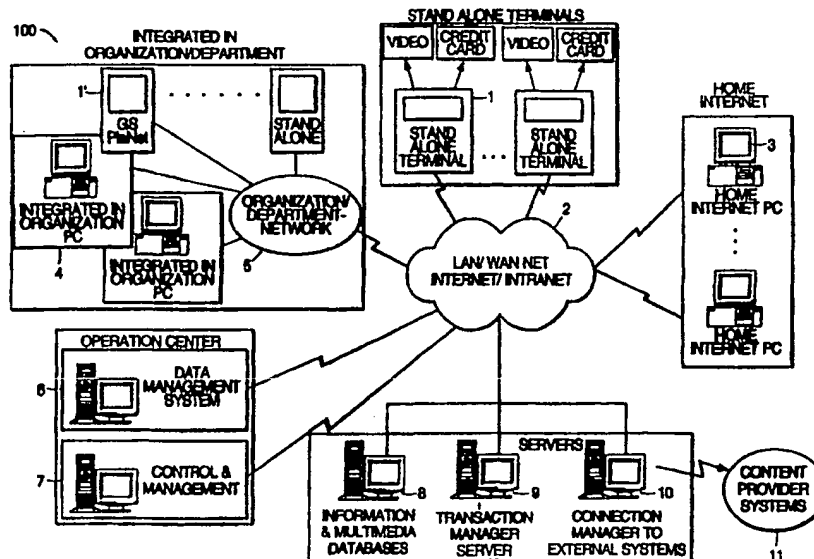 100
INTEGRATED IN
ORGANIZATION/DEPARTMENT
1'
GS
PlaNet
STAND
ALONE
INTEGRATED IN
ORGANIZATION
PC
4
INTEGRATED IN
ORGANIZATION
PC
ORGANIZATION/
DEPARTMENT-
NETWORK
5
STAND ALONE TERMINALS
VIDEO
CREDIT
CARD
VIDEO
CREDIT
CARD
1
STAND
ALONE
TERMINAL
STAND
ALONE
TERMINAL
HOME
INTERNET
3
HOME
INTERNET PC
HOME
INTERNET PC
2
LAN/WAN NET
INTERNET/INTRANET
OPERATION CENTER
6
DATA
MANAGEMENT
SYSTEM
7
CONTROL &
MANAGEMENT
SERVERS
8
INFORMATION
& MULTIMEDIA
DATABASES
9
TRANSACTION
MANAGER
SERVER
10
CONNECTION
MANAGER TO
EXTERNAL SYSTEMS
CONTENT
PROVIDER
SYSTEMS
11